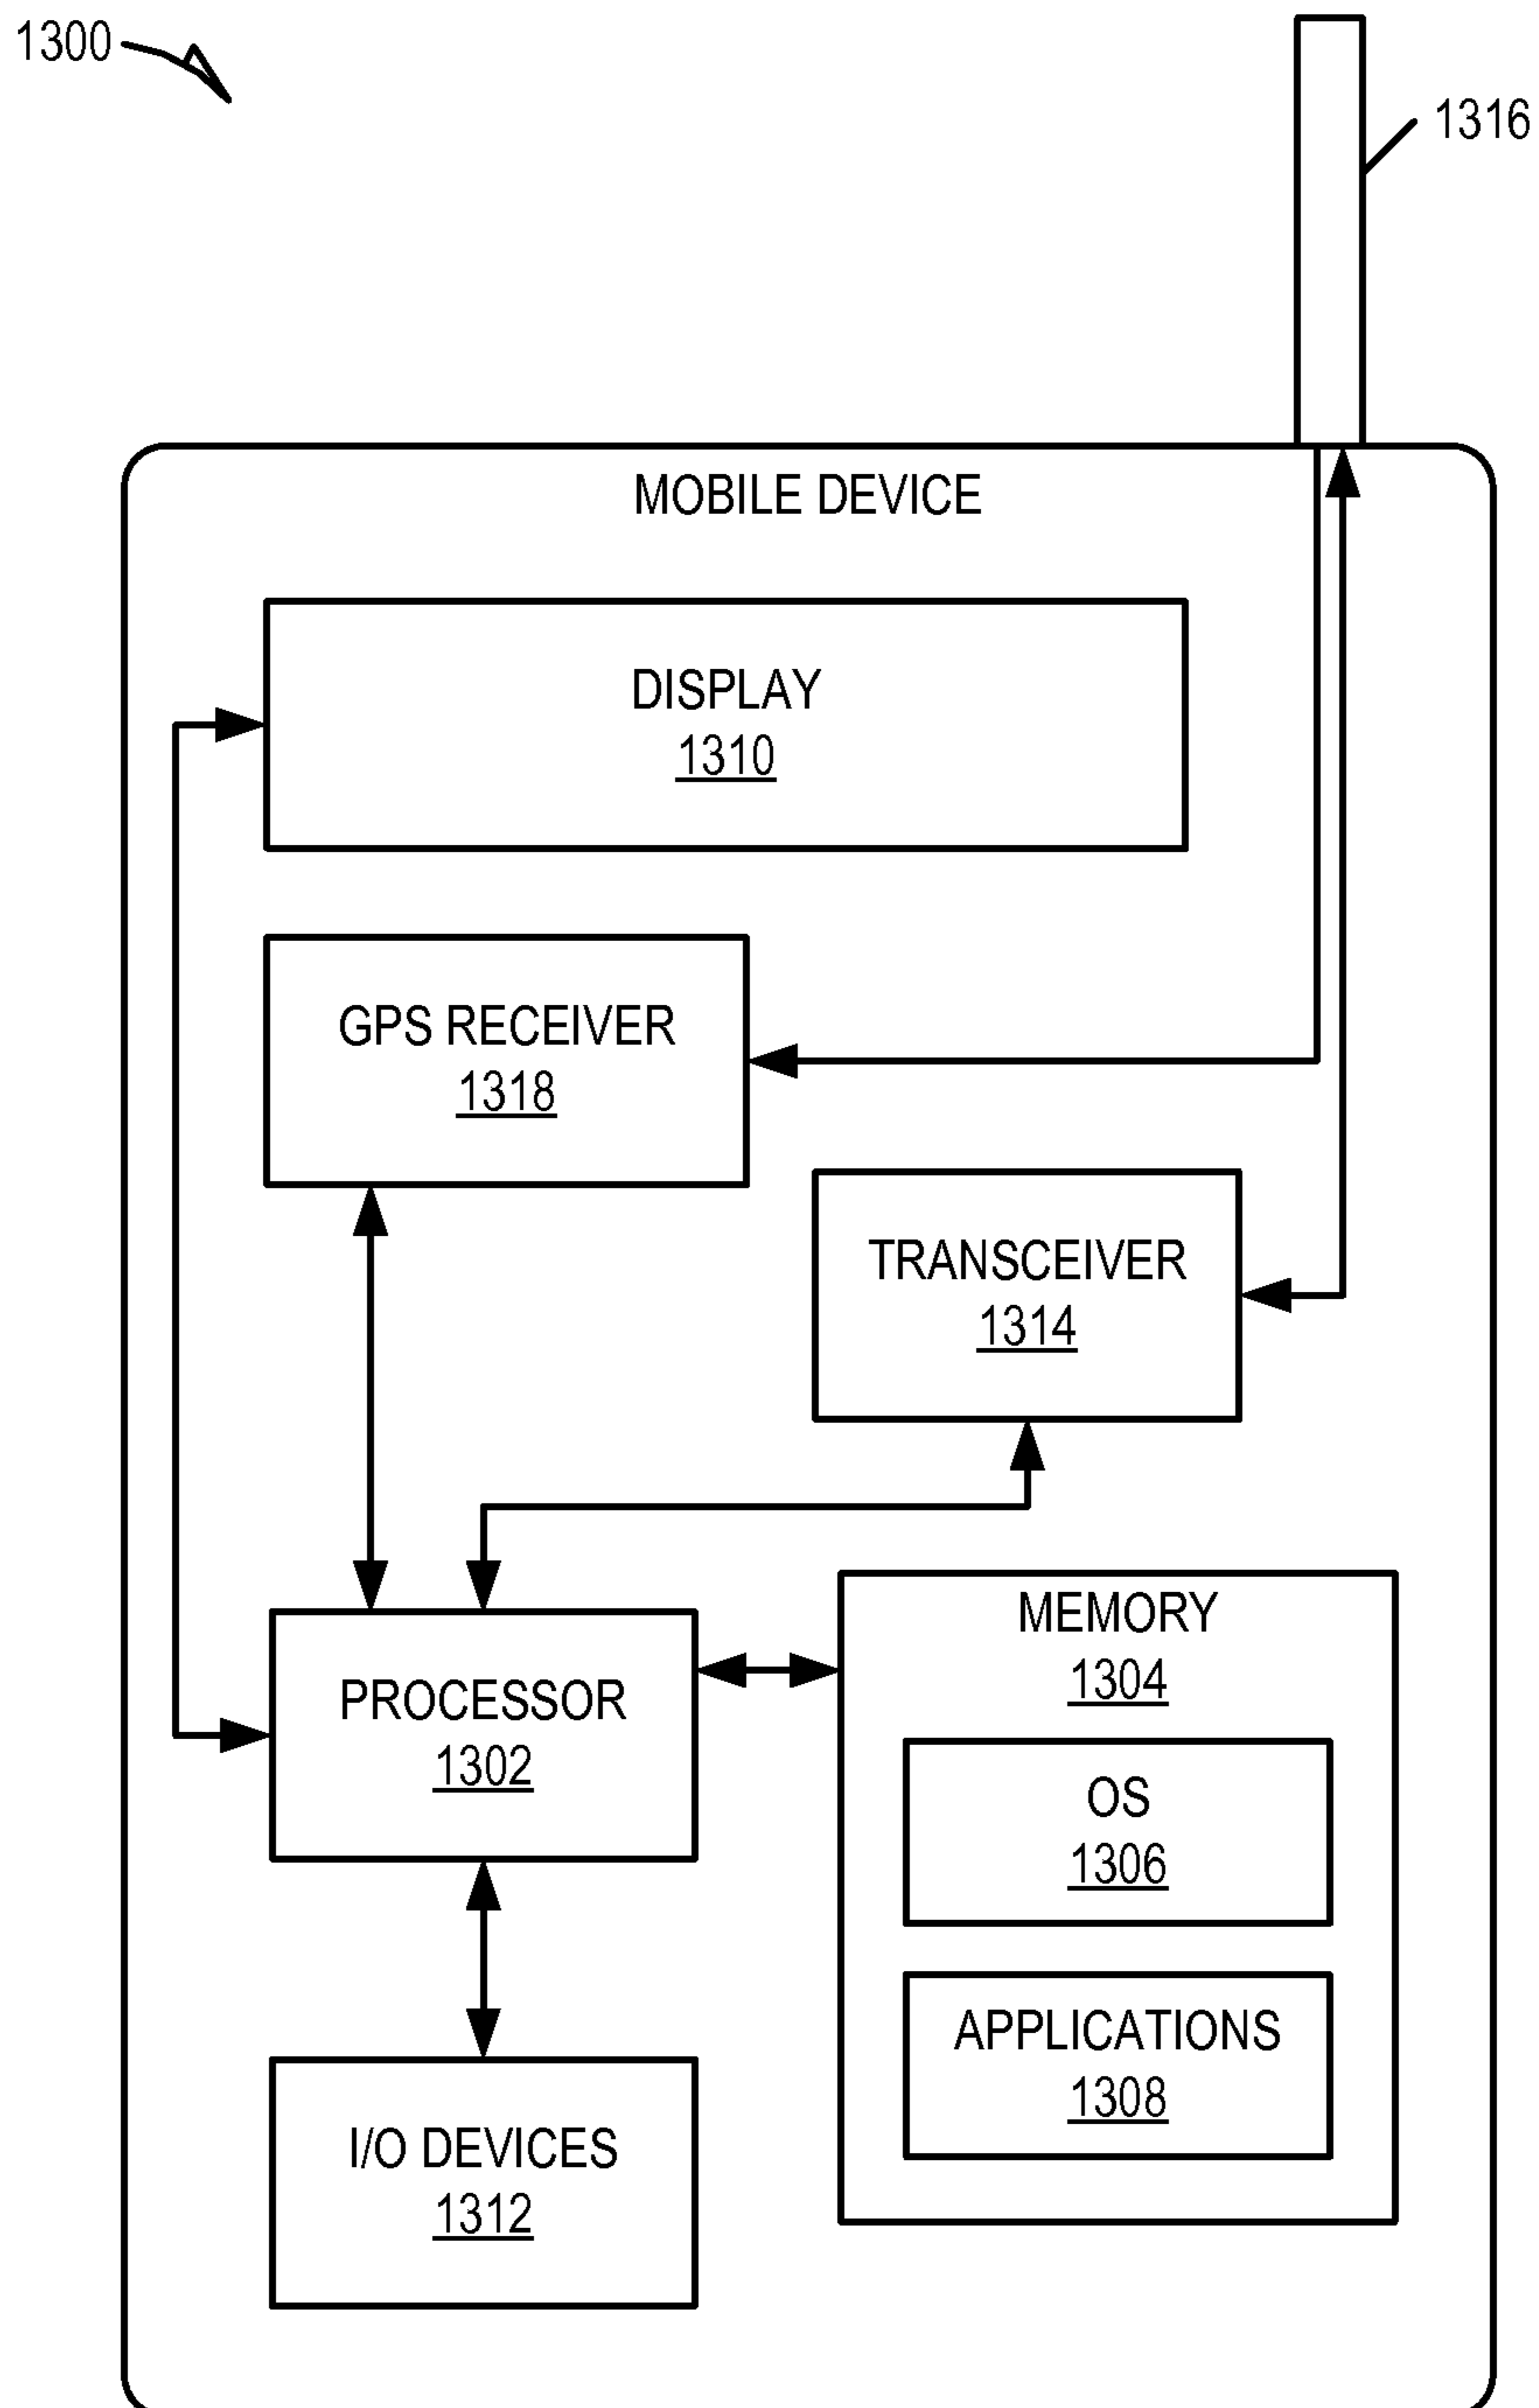 1300
1316
MOBILE DEVICE
DISPLAY
1310
GPS RECEIVER
1318
TRANSCEIVER
1314
MEMORY
1304
PROCESSOR
1302
OS
1306
APPLICATIONS
1308
I/O DEVICES
1312